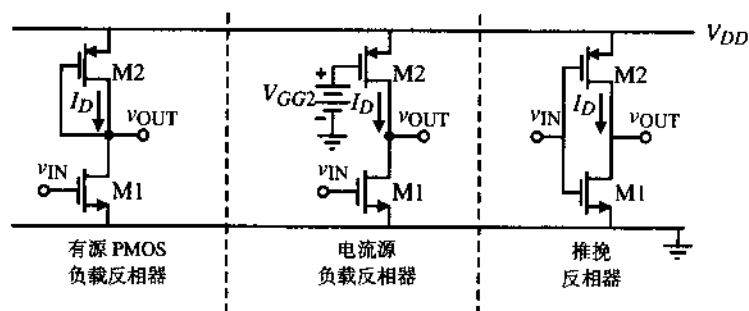 V_DD
M2
I_D
v_OUT
v_IN
M1
有源 PMOS
负载反相器
+
V_GG2
-
M2
I_D
v_OUT
v_IN
M1
电流源
负载反相器
v_IN
M2
I_D
v_OUT
M1
推挽
反相器